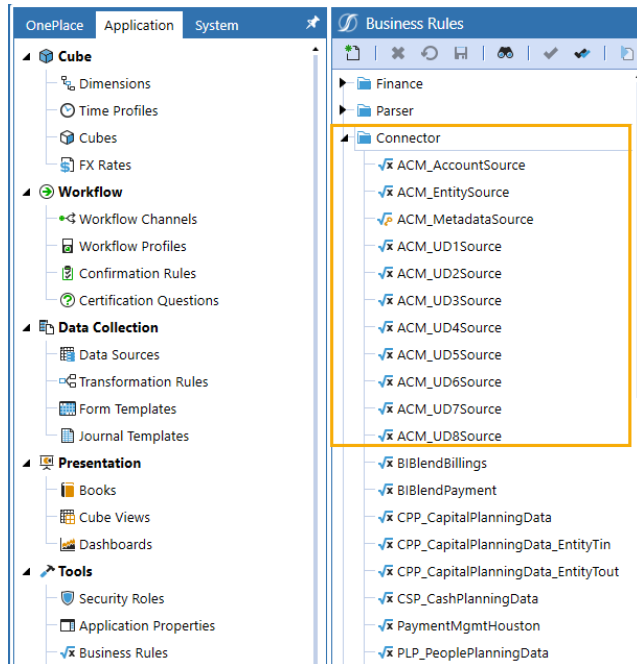 OnePlace Application System
Cube
Dimensions
Time Profiles
Cubes
FX Rates
Workflow
Workflow Channels
Workflow Profiles
Confirmation Rules
Certification Questions
Data Collection
Data Sources
Transformation Rules
Form Templates
Journal Templates
Presentation
Books
Cube Views
Dashboards
Tools
Security Roles
Application Properties
Business Rules
Business Rules
Finance
Parser
Connector
ACM_AccountSource
ACM_EntitySource
ACM_MetadataSource
ACM_UD1Source
ACM_UD2Source
ACM_UD3Source
ACM_UD4Source
ACM_UD5Source
ACM_UD6Source
ACM_UD7Source
ACM_UD8Source
BIBlendBillings
BIBlendPayment
CPP_CapitalPlanningData
CPP_CapitalPlanningData_EntityTin
CPP_CapitalPlanningData_EntityTout
CSP_CashPlanningData
PaymentMgmtHouston
PLP_PeoplePlanningData